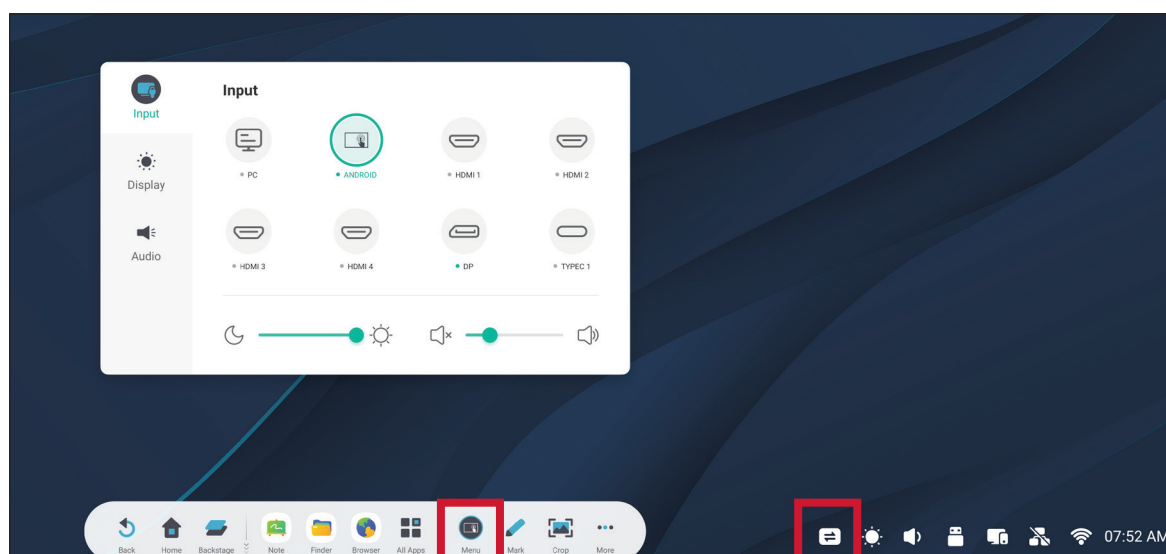 Input
Input
PC
ANDROID
HDMI 1
HDMI 2
Display
Audio
HDMI 3
HDMI 4
DP
TYPEC 1
Back
Home
Backstage
Note
Finder
Browser
All Apps
Menu
Mark
Crop
More
07:52 AM